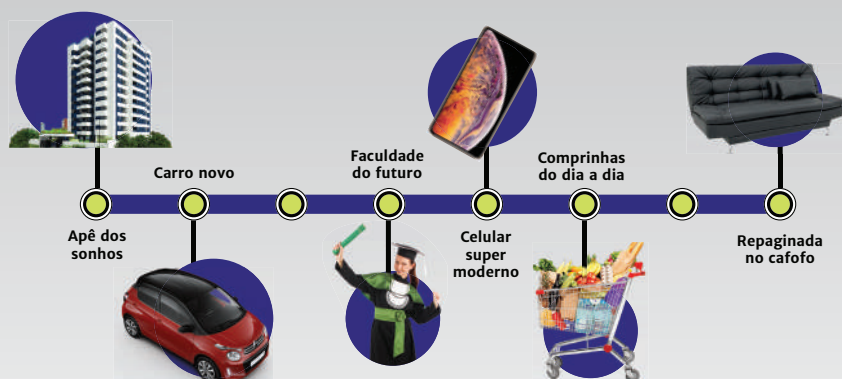 Apê dos
sonhos
Carro novo
Faculdade
do futuro
Celular
super
moderno
Comprinhas
do dia a dia
Repaginada
no cafofo